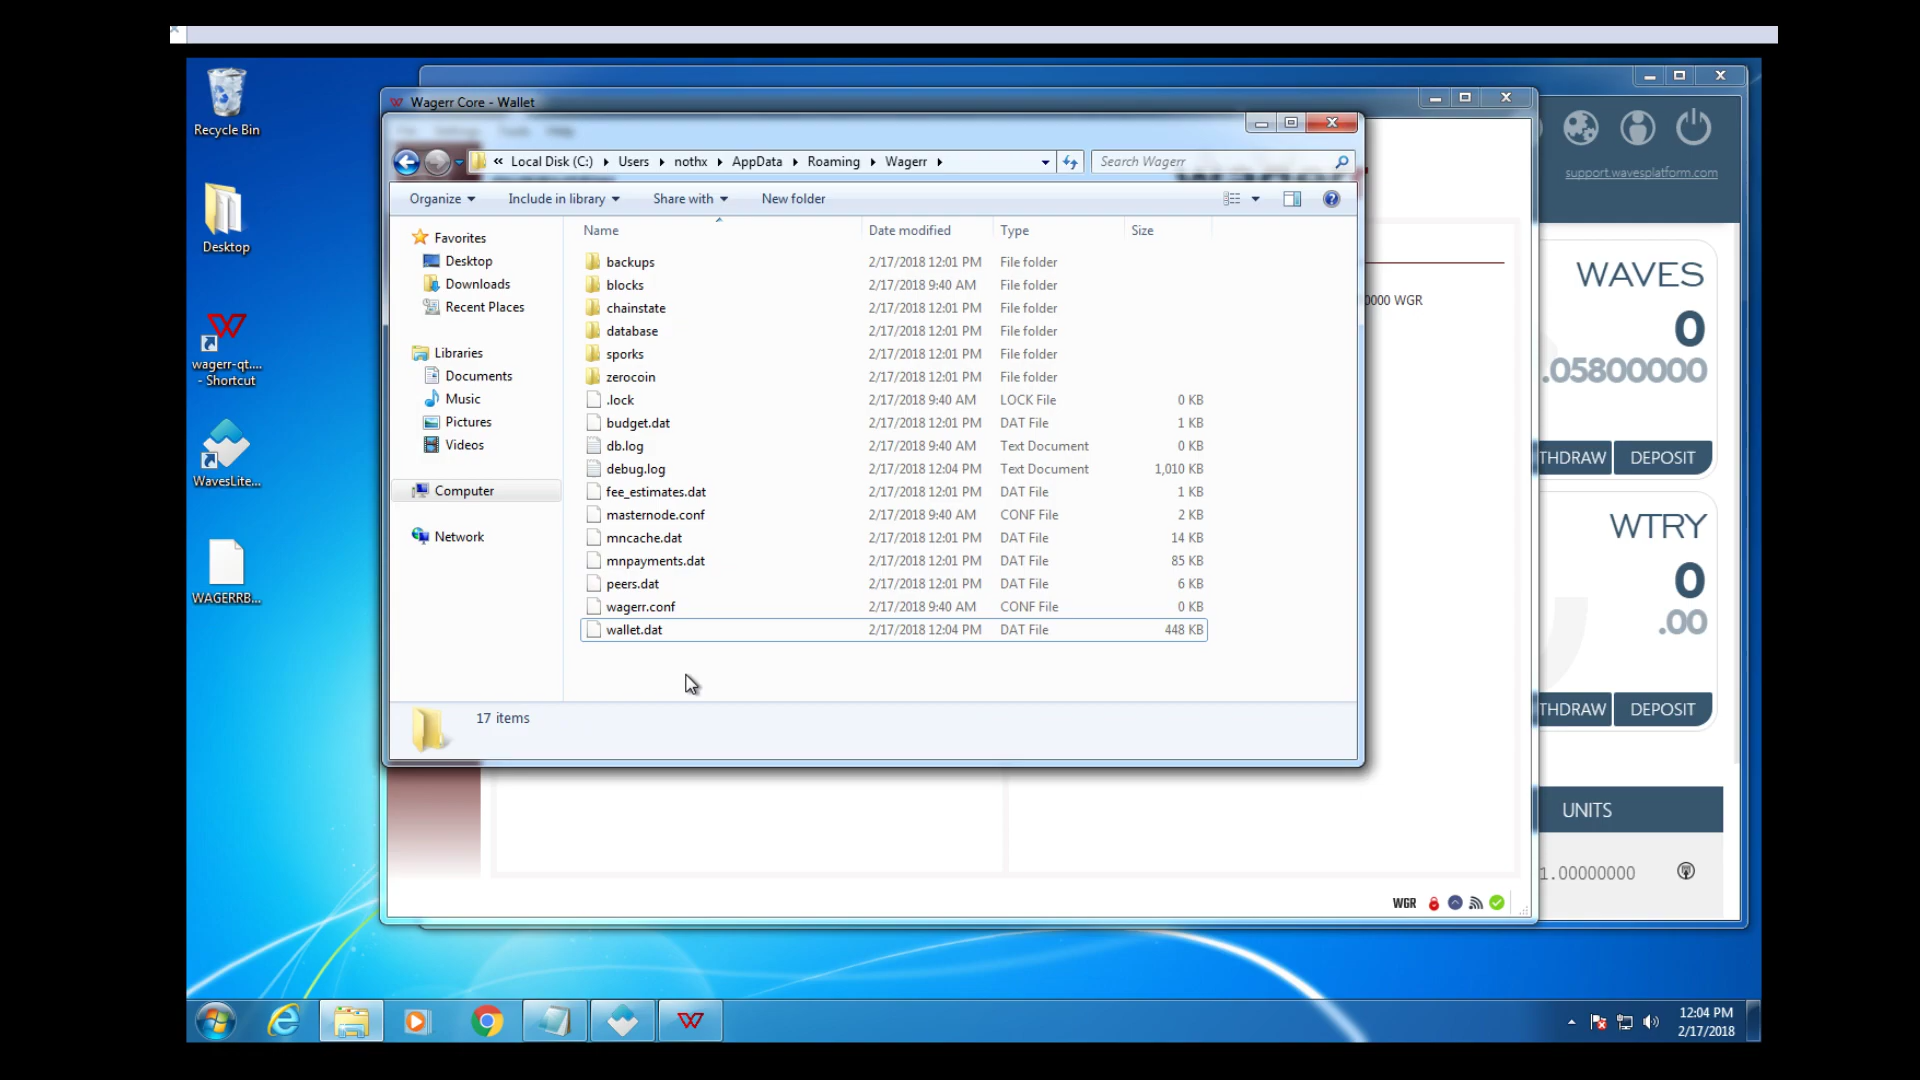 Recycle Bin
Desktop
wagerr-qt....
- Shortcut
WavesLite...
WAGERRB...
Wagerr Core - Wallet
« Local Disk (C:) Users nothx AppData Roaming Wagerr
Search Wagerr
Organize
Include in library
Share with
New folder
Favorites
Desktop
Downloads
Recent Places
Libraries
Documents
Music
Pictures
Videos
Computer
Network
Name Date modified Type Size
backups 2/17/2018 12:01 PM File folder
blocks 2/17/2018 9:40 AM File folder
chainstate 2/17/2018 12:01 PM File folder
database 2/17/2018 12:01 PM File folder
sporks 2/17/2018 12:01 PM File folder
zerocoin 2/17/2018 12:01 PM File folder
.lock 2/17/2018 9:40 AM LOCK File 0 KB
budget.dat 2/17/2018 12:01 PM DAT File 1 KB
db.log 2/17/2018 9:40 AM Text Document 0 KB
debug.log 2/17/2018 12:04 PM Text Document 1,010 KB
fee_estimates.dat 2/17/2018 12:01 PM DAT File 1 KB
masternode.conf 2/17/2018 9:40 AM CONF File 2 KB
mncache.dat 2/17/2018 12:01 PM DAT File 14 KB
mnpayments.dat 2/17/2018 12:01 PM DAT File 85 KB
peers.dat 2/17/2018 12:01 PM DAT File 6 KB
wagerr.conf 2/17/2018 9:40 AM CONF File 0 KB
wallet.dat 2/17/2018 12:04 PM DAT File 448 KB
17 items
0000 WGR
WGR
support.wavesplatform.com
WAVES
0
.05800000
THDRAW DEPOSIT
WTRY
0
.00
THDRAW DEPOSIT
UNITS
1.00000000
12:04 PM
2/17/2018